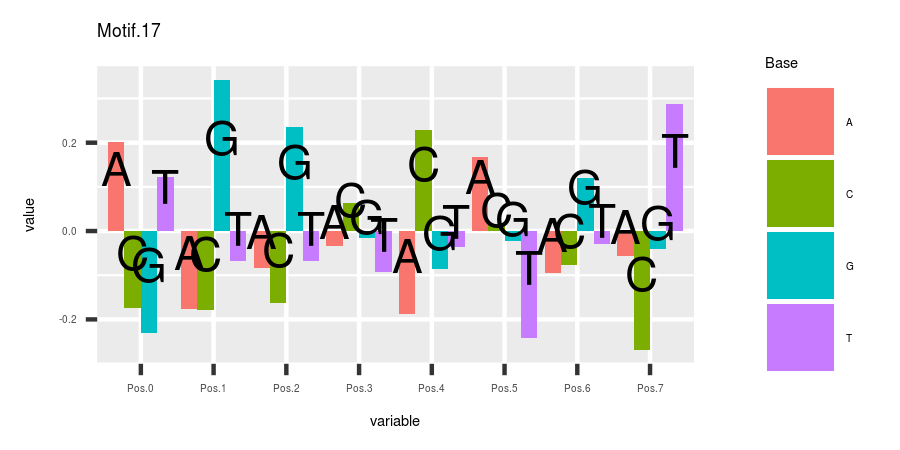 Motif.17
value
0.2
0.0
-0.2
A C G T A C G T A C G T A C G T A C G T A C G T A C G T A C G T
Pos.0 Pos.1 Pos.2 Pos.3 Pos.4 Pos.5 Pos.6 Pos.7
variable
Base
A
C
G
T